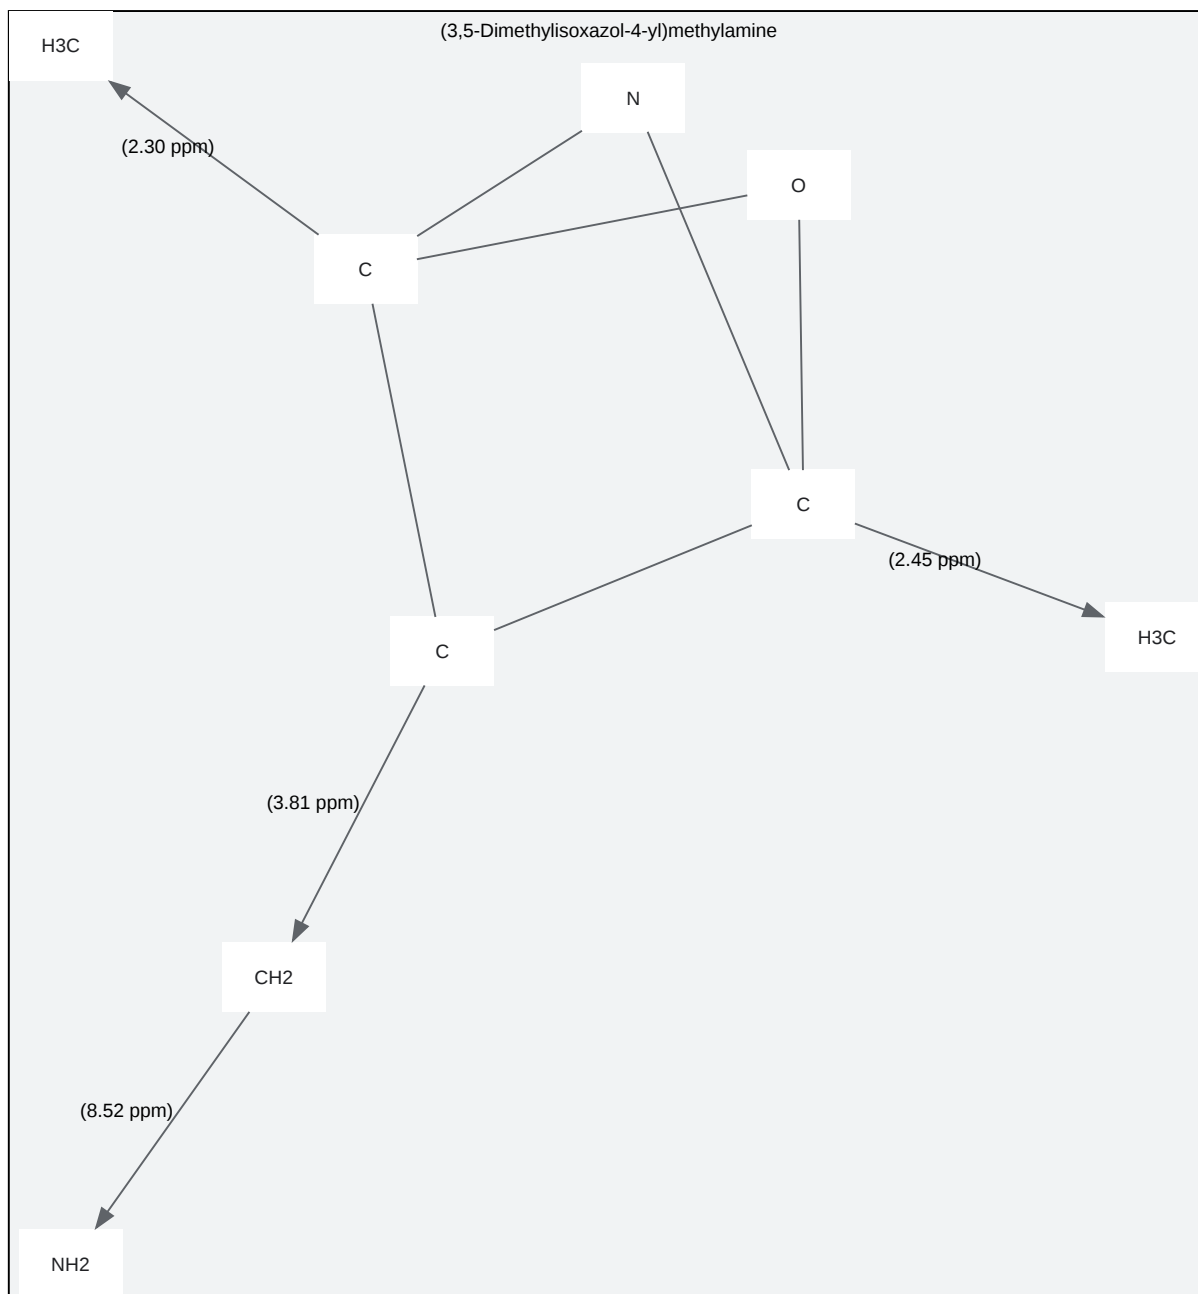 (3,5-Dimethylisoxazol-4-yl)methylamine
H3C
N
(2.30 ppm)
O
C
C
(2.45 ppm)
H3C
C
(3.81 ppm)
CH2
(8.52 ppm)
NH2